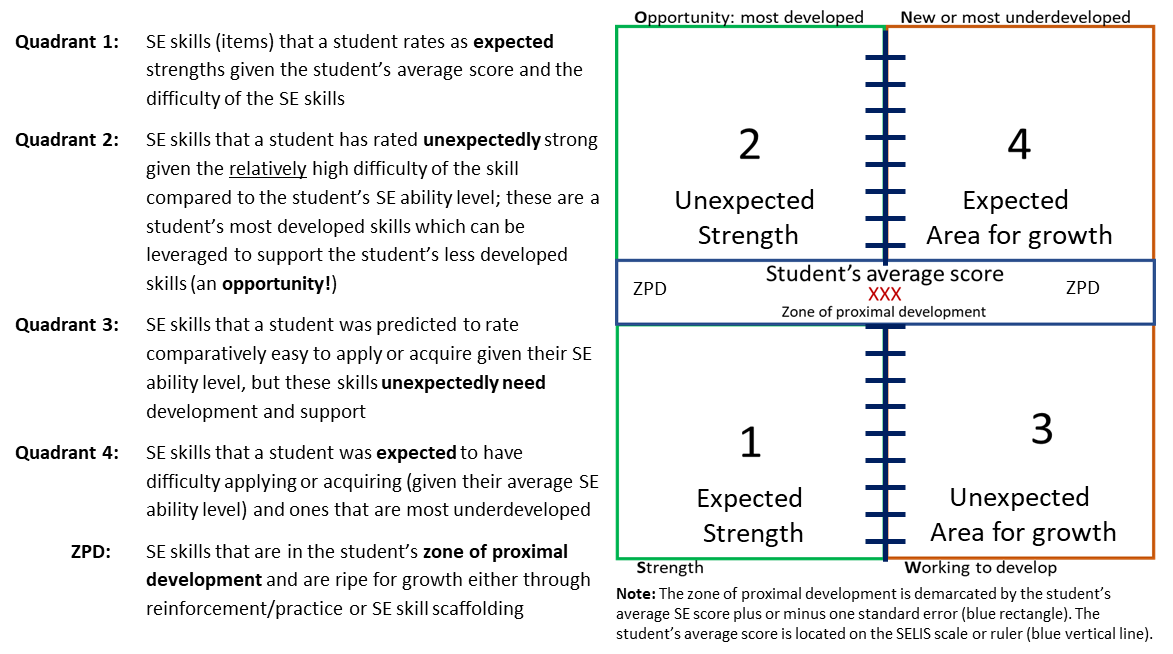 Quadrant 1: SE skills (items) that a student rates as expected
strengths given the student's average score and the
difficulty of the SE skills
Quadrant 2: SE skills that a student has rated unexpectedly strong
given the relatively high difficulty of the skill
compared to the student's SE ability level; these are a
student's most developed skills which can be
leveraged to support the student's less developed
skills (an opportunity!)
Quadrant 3: SE skills that a student was predicted to rate
comparatively easy to apply or acquire given their SE
ability level, but these skills unexpectedly need
development and support
Quadrant 4: SE skills that a student was expected to have
difficulty applying or acquiring (given their average SE
ability level) and ones that are most underdeveloped
ZPD: SE skills that are in the student's zone of proximal
development and are ripe for growth either through
reinforcement/practice or SE skill scaffolding
Opportunity: most developed
New or most underdeveloped
2
Unexpected
Strength
4
Expected
Area for growth
Student's average score
ZPD
XXX
ZPD
Zone of proximal development
1
Expected
Strength
3
Unexpected
Area for growth
Strength
Working to develop
Note: The zone of proximal development is demarcated by the student's
average SE score plus or minus one standard error (blue rectangle). The
student's average score is located on the SELIS scale or ruler (blue vertical line).